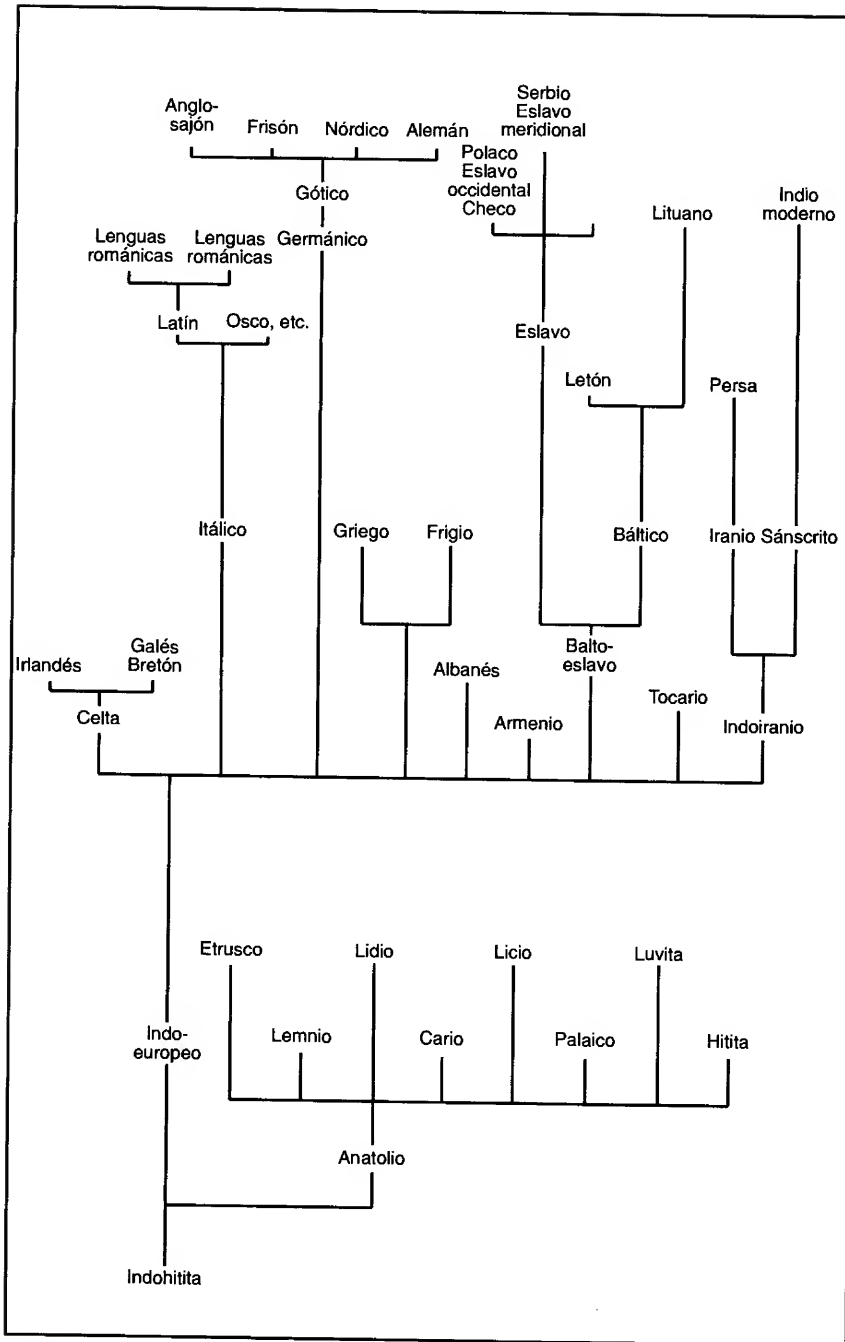 Serbio
Eslavo
meridional
Anglo-
sajón
Frisón
Nórdico
Alemán
Polaco
Eslavo
occidental
Checo
Gótico
Lituano
Indio
moderno
Lenguas
románicas
Lenguas
románicas
Germánico
Latín
Osco, etc.
Eslavo
Letón
Persa
Itálico
Griego
Frigio
Báltico
Iranio
Sánscrito
Irlandés
Galés
Bretón
Albanés
Balto-
eslavo
Celta
Armenio
Tocario
Indoiranio
Etrusco
Lidio
Licio
Luvita
Indo-
europeo
Lemnio
Cario
Palaico
Hitita
Anatolio
Indohitita